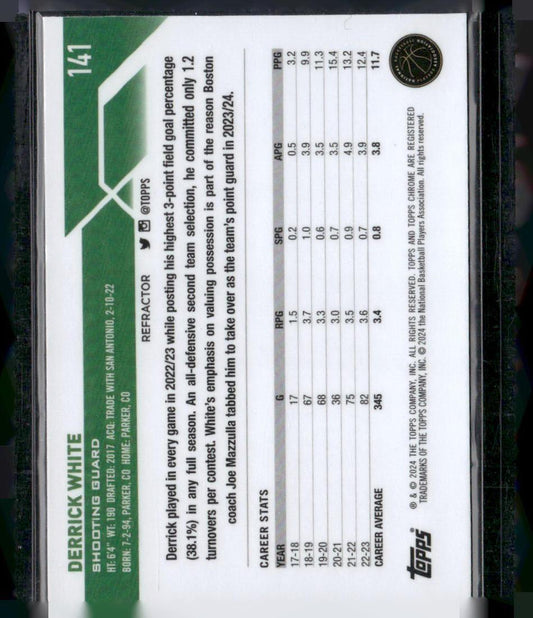 141
DERRICK WHITE
SHOOTING GUARD
HT: 6'4" WT: 190 DRAFTED: 2017 ACQ: TRADE WITH SAN ANTONIO, 2-10-22
BORN: 7-2-94, PARKER, CO HOME: PARKER, CO
REFRACTOR @TOPPS
Derrick played in every game in 2022/23 while posting his highest 3-point field goal percentage
(38.1%) in any full season. An all-defensive second team selection, he committed only 1.2
turnovers per contest. White's emphasis on valuing possession is part of the reason Boston
coach Joe Mazzulla tabbed him to take over as the team's point guard in 2023/24.
CAREER STATS
YEAR G RPG SPG APG PPG
17-18 17 1.5 0.2 0.5 3.2
18-19 67 3.7 1.0 3.9 9.9
19-20 68 3.3 0.6 3.5 11.3
20-21 36 3.0 0.7 3.5 15.4
21-22 75 3.5 0.9 4.9 13.2
22-23 82 3.6 0.7 3.9 12.4
CAREER AVERAGE 345 3.4 0.8 3.8 11.7
Topps
® & © 2024 THE TOPPS COMPANY, INC. ALL RIGHTS RESERVED. TOPPS AND TOPPS CHROME ARE REGISTERED
TRADEMARKS OF THE TOPPS COMPANY, INC. © 2024 the National Basketball Players Association. All rights reserved.